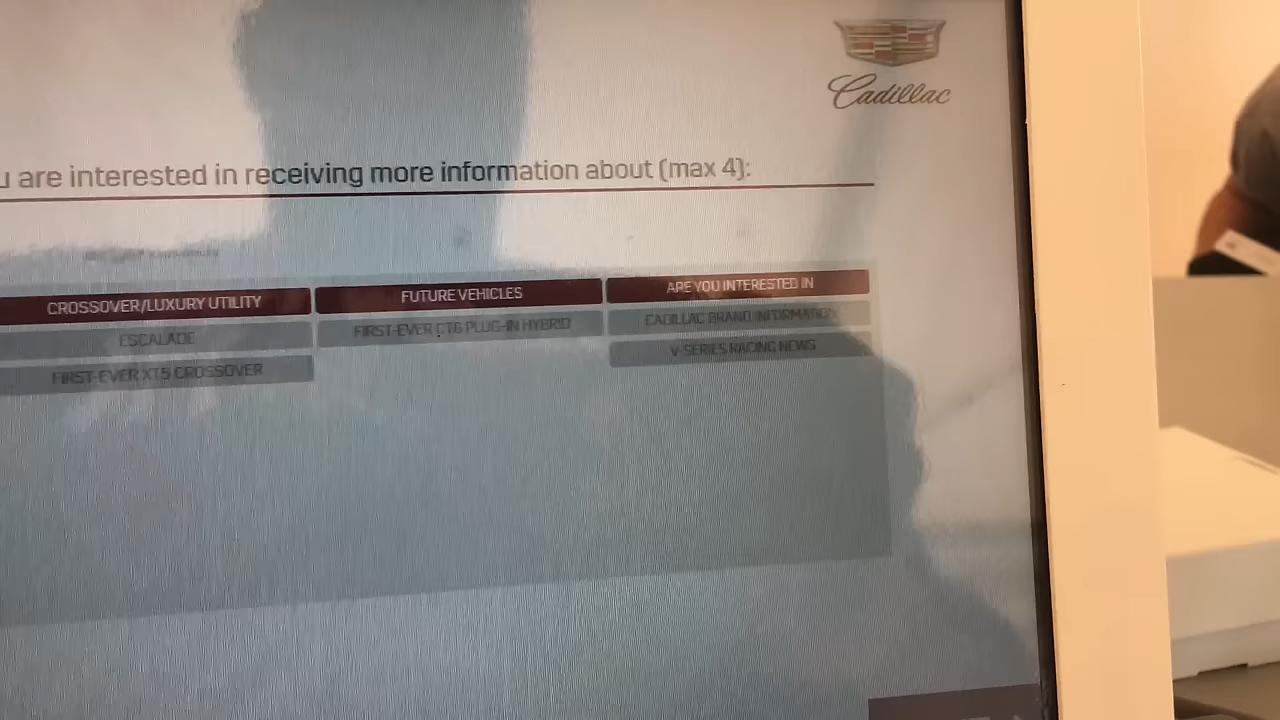 Cadillac
u are interested in receiving more information about (max 4):
CROSSOVER/LUXURY UTILITY
ESCALADE
FIRST-EVER XT5 CROSSOVER
FUTURE VEHICLES
FIRST-EVER CT6 PLUG-IN HYBRID
ARE YOU INTERESTED IN
CADILLAC BRAND INFORMATION
V-SERIES RACING NEWS